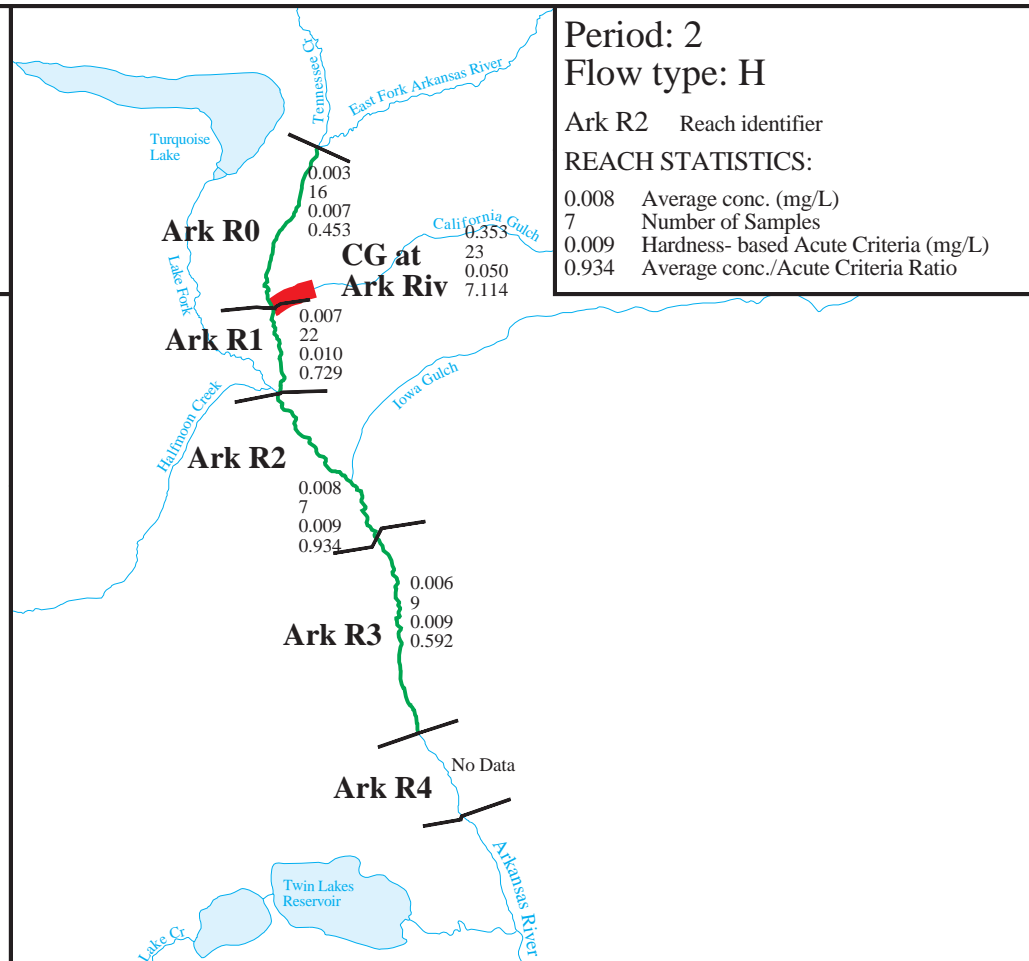 Period: 2
Flow type: H
Ark R2 Reach identifier
REACH STATISTICS:
0.008 Average conc. (mg/L)
7 Number of Samples
0.009 Hardness- based Acute Criteria (mg/L)
0.934 Average conc./Acute Criteria Ratio
Tennessee Cr
East Fork Arkansas River
Turquoise
Lake
0.003
16
0.007
0.453
Ark R0
Lake Fork
California Gulch
CG at
Ark Riv
0.353
23
0.050
7.114
Ark R1
0.007
22
0.010
0.729
Iowa Gulch
Halfmoon Creek
Ark R2
0.008
7
0.009
0.934
Ark R3
0.006
9
0.009
0.592
No Data
Ark R4
Arkansas River
Twin Lakes
Reservoir
Lake Cr